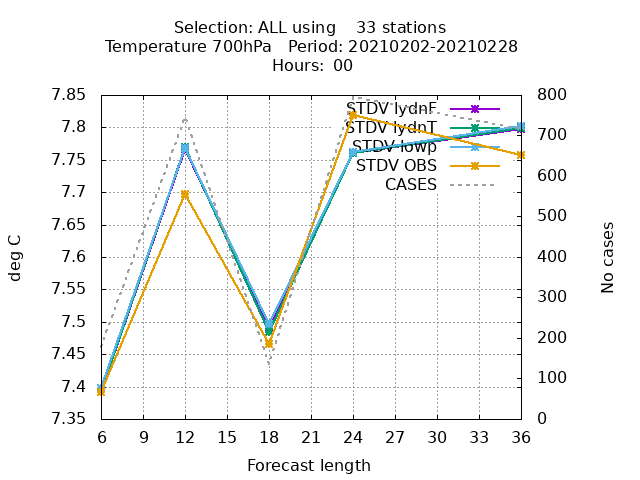 Selection: ALL using    33 stations
Temperature 700hPa   Period: 20210202-20210228
Hours:  00
7.85
7.8
7.75
7.7
7.65
7.6
7.55
7.5
7.45
7.4
7.35
deg C
800
700
600
500
400
300
200
100
0
No cases
STDV lydnF
STDV lydnT
STDV lowp
STDV OBS
CASES
6 9 12 15 18 21 24 27 30 33 36
Forecast length